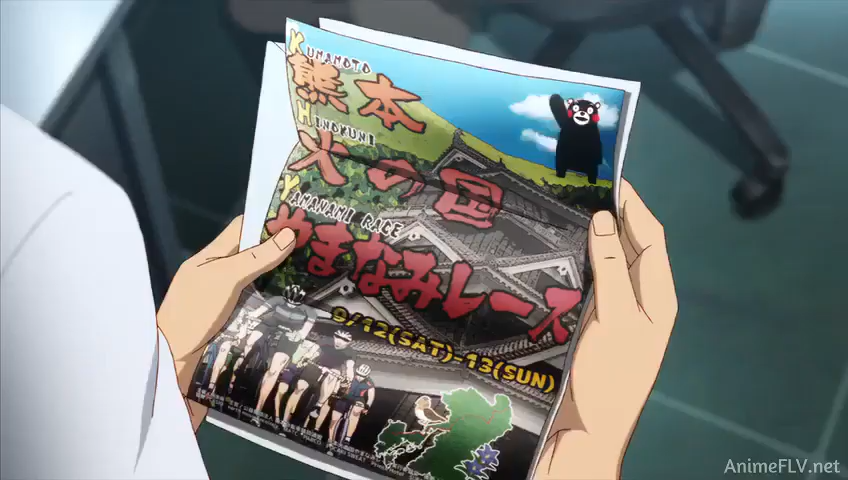 KUMAMOTO
熊本
HINOKUNI
火の国
YAMANAMI RACE
やまなみレース
9/12(SAT)-13(SUN)
AnimeFLV.net